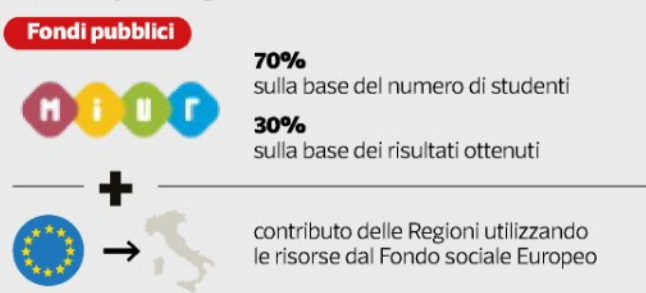 Fondi pubblici
70%
sulla base del numero di studenti
MiUr
30%
sulla base dei risultati ottenuti
+
contributo delle Regioni utilizzando
le risorse dal Fondo sociale Europeo